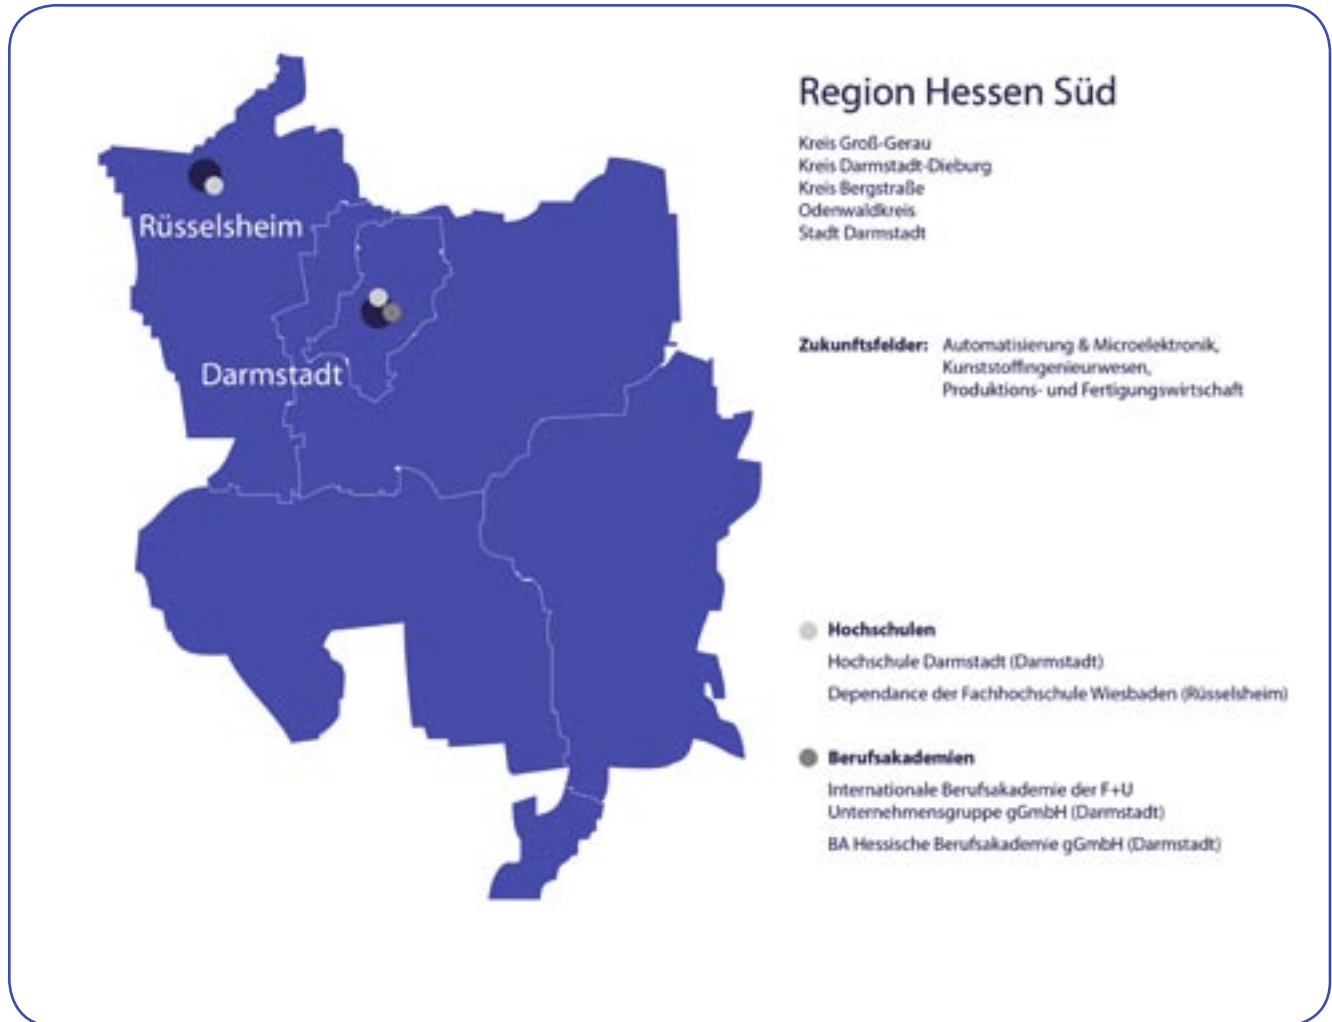 Rüsselsheim
Darmstadt
Region Hessen Süd
Kreis Groß-Gerau
Kreis Darmstadt-Dieburg
Kreis Bergstraße
Odenwaldkreis
Stadt Darmstadt
Zukunftsfelder: Automatisierung & Microelektronik,
Kunststoffingenieurwesen,
Produktions- und Fertigungswirtschaft
Hochschulen
Hochschule Darmstadt (Darmstadt)
Dependance der Fachhochschule Wiesbaden (Rüsselsheim)
Berufsakademien
Internationale Berufsakademie der F+U
Unternehmensgruppe gGmbH (Darmstadt)
BA Hessische Berufsakademie gGmbH (Darmstadt)